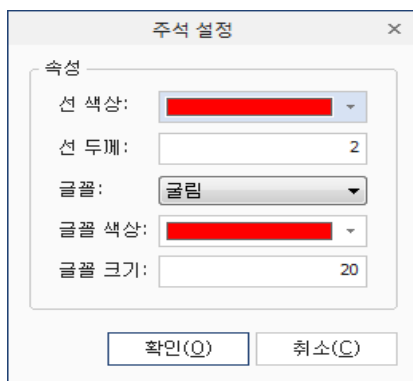 주석 설정
속성
선 색상:
선 두께: 2
글꼴: 굴림
글꼴 색상:
글꼴 크기: 20
확인(O) 취소(C)